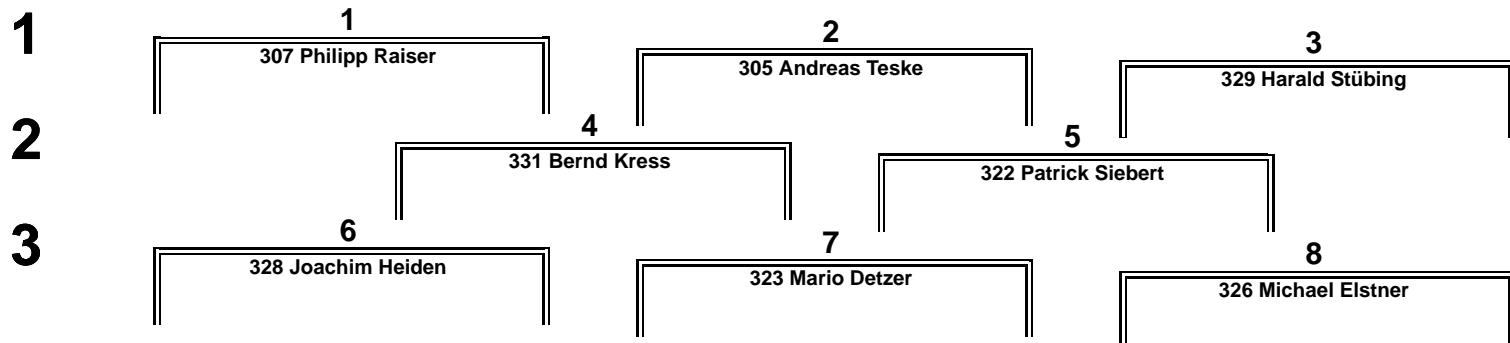 1
1
307 Philipp Raiser
2
305 Andreas Teske
3
329 Harald Stübing
2
4
331 Bernd Kress
5
322 Patrick Siebert
3
6
328 Joachim Heiden
7
323 Mario Detzer
8
326 Michael Elstner